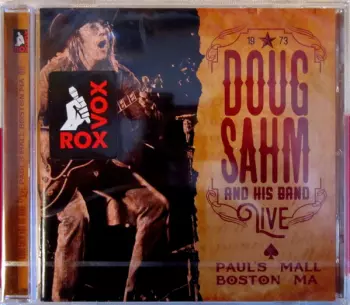 19 73
DOUG
SAHM
AND HIS BAND
LIVE
PAUL'S MALL
BOSTON MA
ROX
VOX